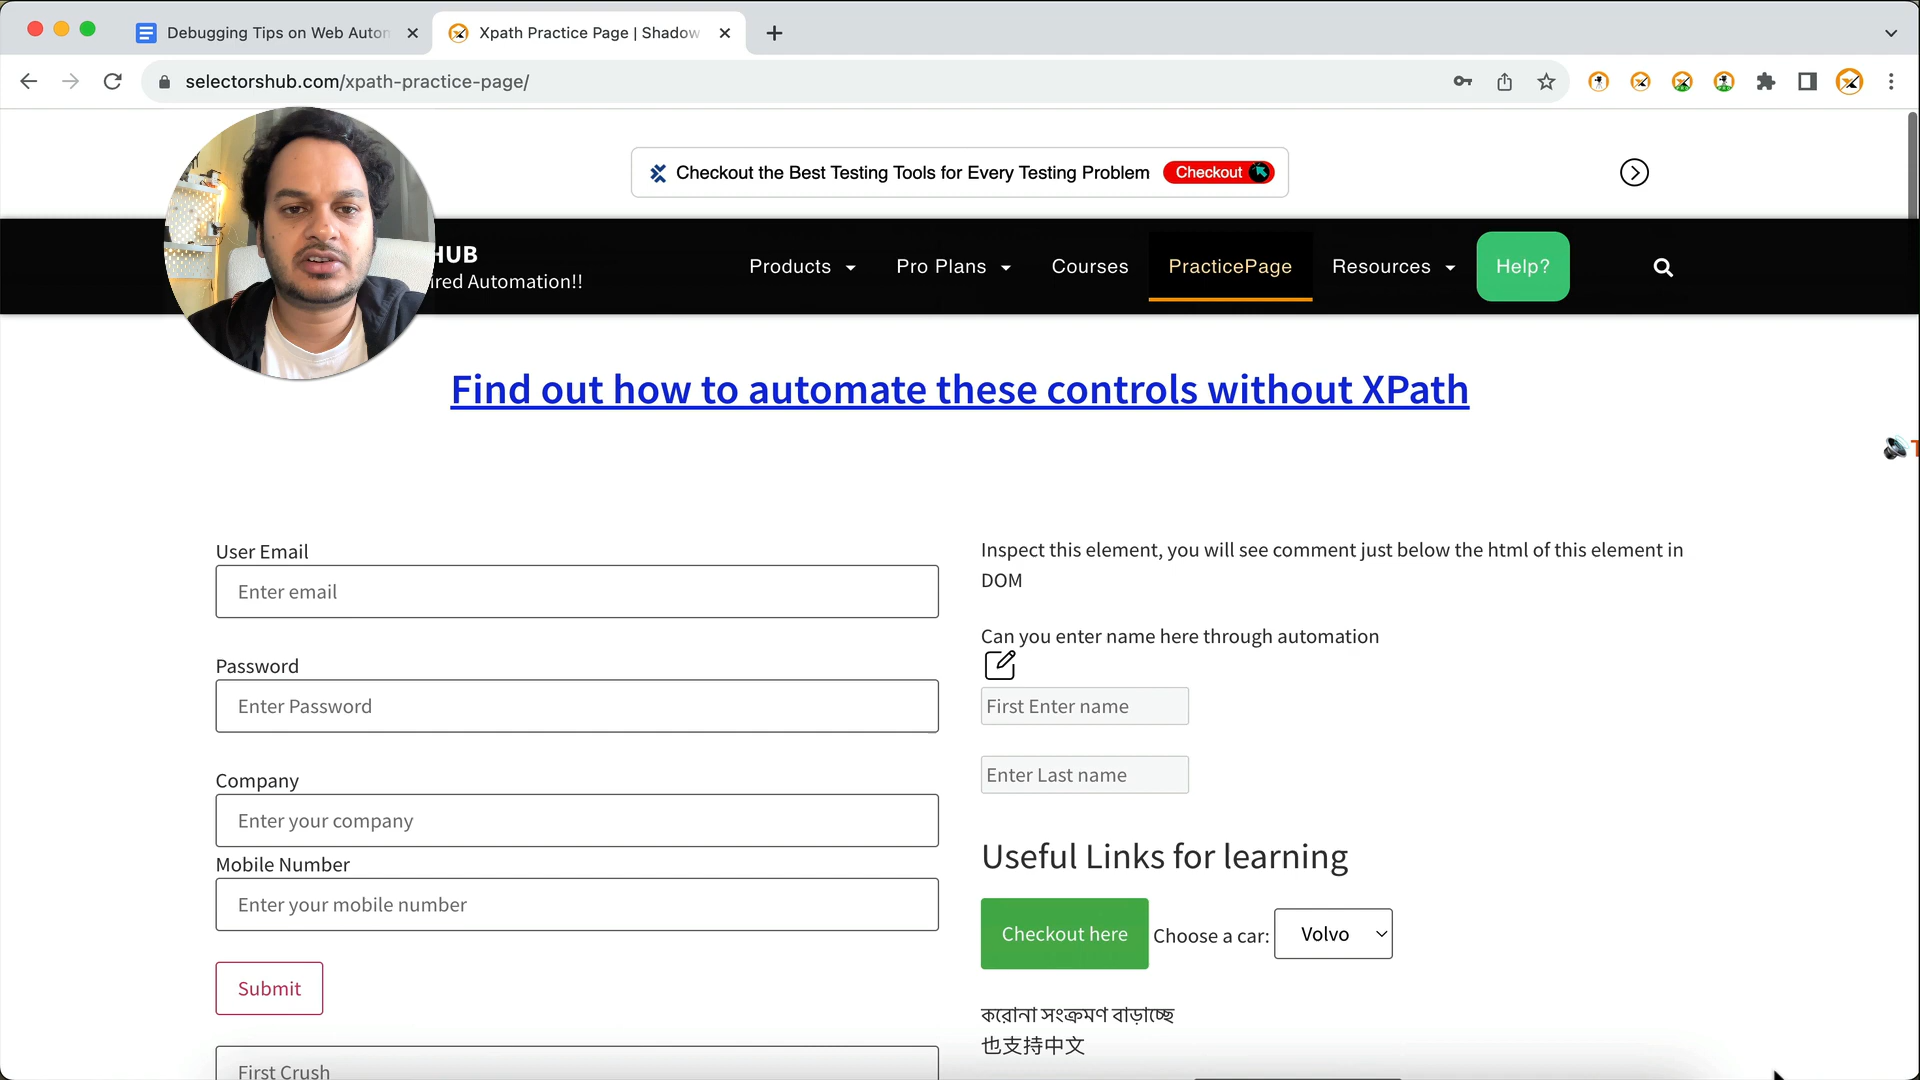 Debugging Tips on Web Auton
Xpath Practice Page | Shadow
selectorshub.com/xpath-practice-page/
Checkout the Best Testing Tools for Every Testing Problem
Checkout
HUB
ired Automation!!
Products
Pro Plans
Courses
PracticePage
Resources
Help?
Find out how to automate these controls without XPath
T
User Email
Enter email
Password
Enter Password
Company
Enter your company
Mobile Number
Enter your mobile number
Submit
First Crush
Inspect this element, you will see comment just below the html of this element in
DOM
Can you enter name here through automation
First Enter name
Enter Last name
Useful Links for learning
Checkout here
Choose a car:
Volvo
করোনা সংক্রমণ বাড়াচ্ছে
也支持中文